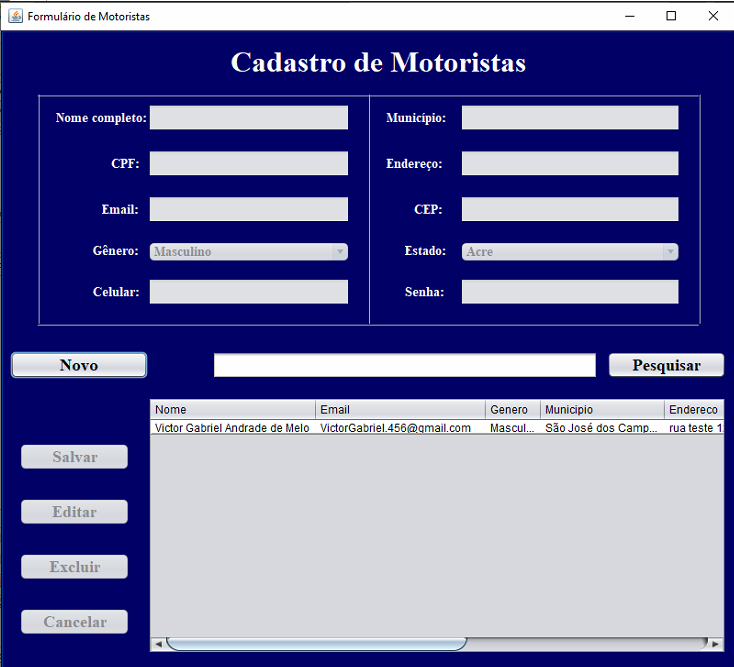 Formulário de Motoristas
Cadastro de Motoristas
Nome completo:
Município:
CPF:
Endereço:
Email:
CEP:
Gênero: Masculino
Estado: Acre
Celular:
Senha:
Novo
Pesquisar
Nome Email Genero Municipio Endereco
Victor Gabriel Andrade de Melo VictorGabriel.456@gmail.com Mascul... São José dos Camp... rua teste 1
Salvar
Editar
Excluir
Cancelar